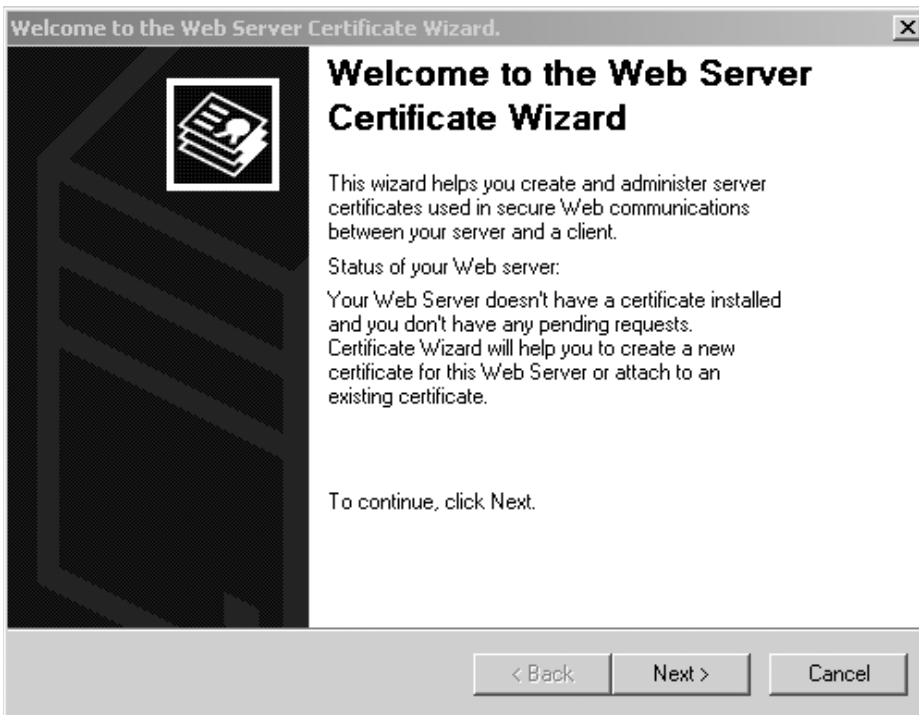 Welcome to the Web Server Certificate Wizard.
Welcome to the Web Server
Certificate Wizard
This wizard helps you create and administer server
certificates used in secure Web communications
between your server and a client.
Status of your Web server:
Your Web Server doesn't have a certificate installed
and you don't have any pending requests.
Certificate Wizard will help you to create a new
certificate for this Web Server or attach to an
existing certificate.
To continue, click Next.
< Back
Next >
Cancel